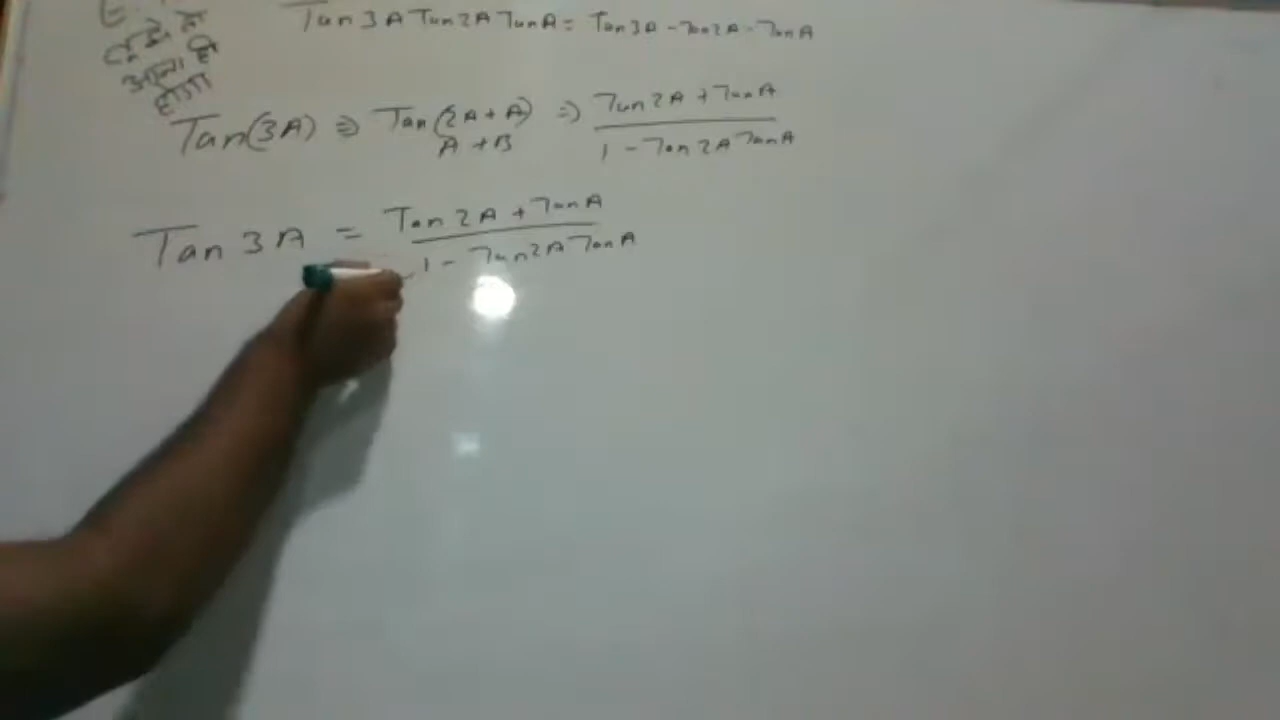 Tan 3A Tan 2A Tan A = Tan 3A - Tan 2A - Tan A
Tan(3A) ⇒ Tan(2A + A) ⇒ Tan 2A + Tan A / 1 - Tan 2A Tan A
A + B
Tan 3A = Tan 2A + Tan A / 1 - Tan 2A Tan A